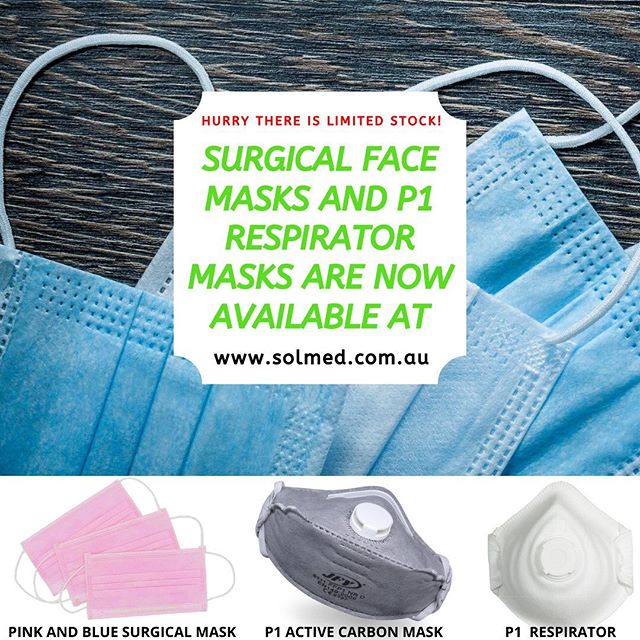 HURRY THERE IS LIMITED STOCK!
SURGICAL FACE
MASKS AND P1
RESPIRATOR
MASKS ARE NOW
AVAILABLE AT
www.solmed.com.au
JFY
PINK AND BLUE SURGICAL MASK
P1 ACTIVE CARBON MASK
P1 RESPIRATOR